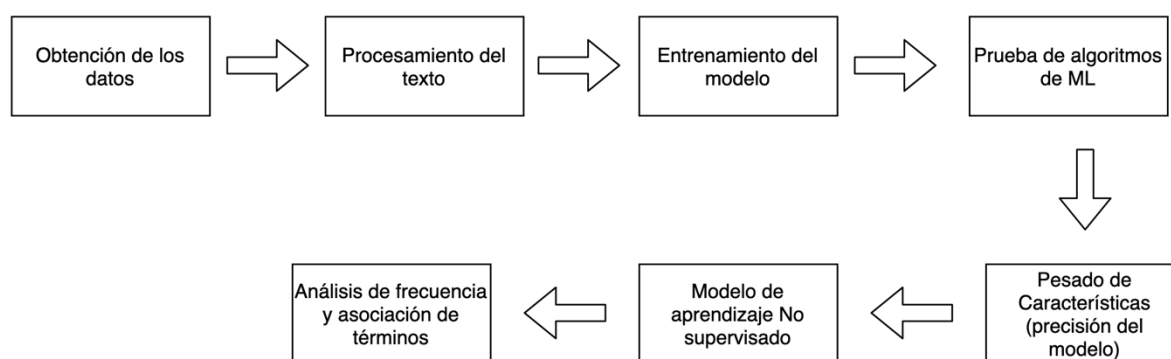 Obtención de los
datos
Procesamiento del
texto
Entrenamiento del
modelo
Prueba de algoritmos
de ML
Pesado de
Características
(precisión del
modelo)
Modelo de
aprendizaje No
supervisado
Análisis de frecuencia
y asociación de
términos